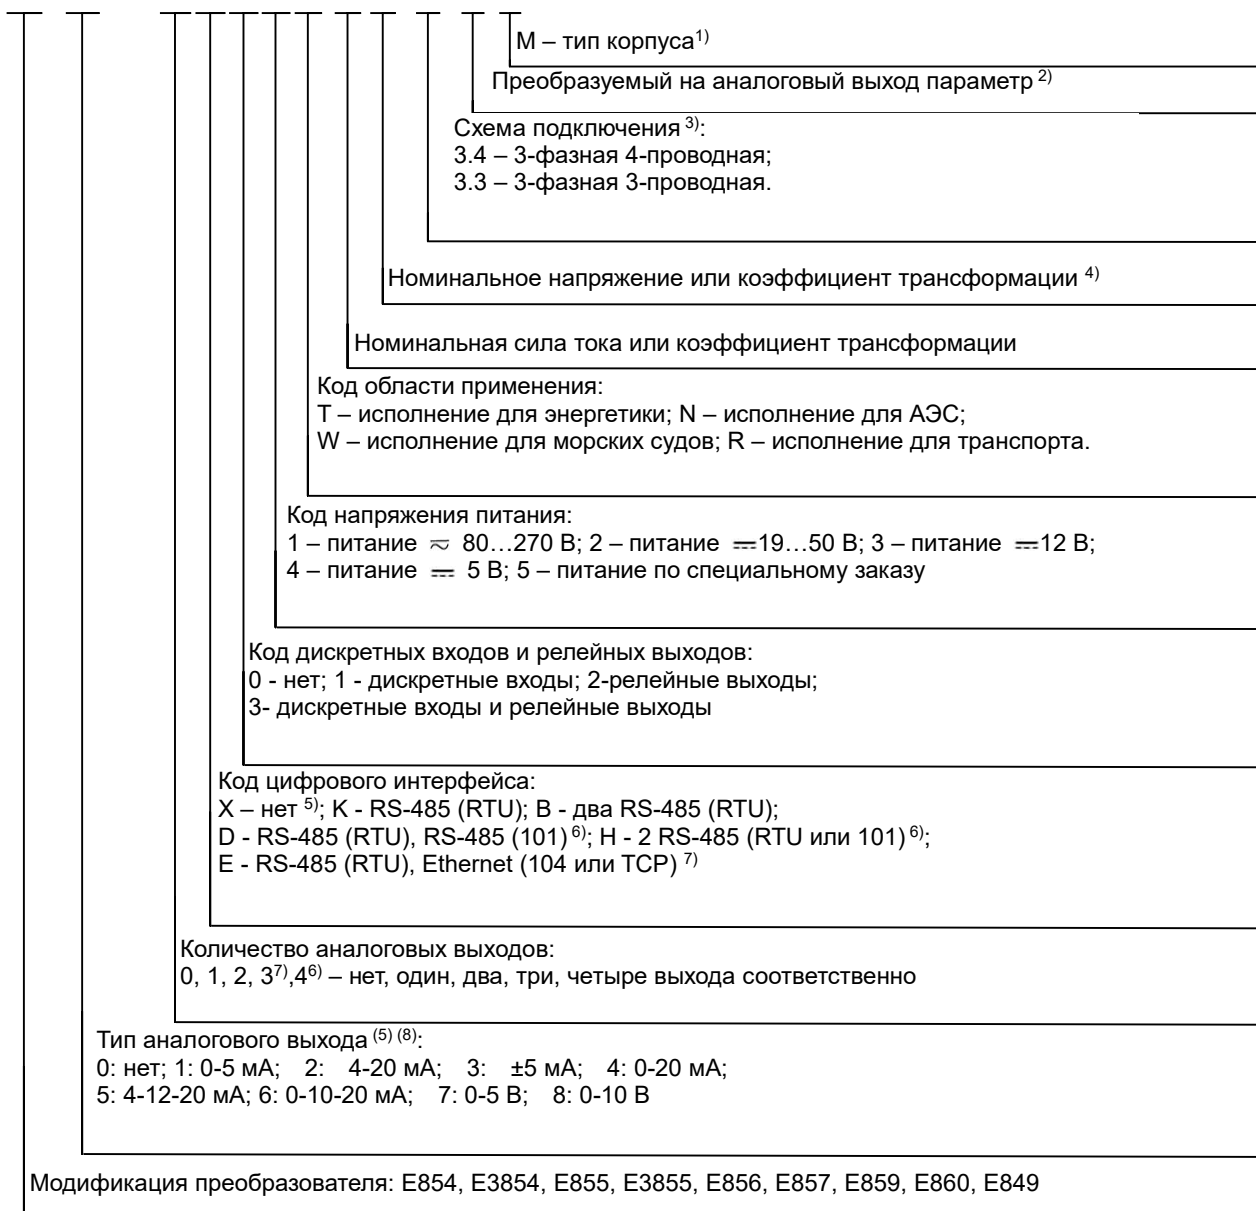 М – тип корпуса1)
Преобразуемый на аналоговый выход параметр 2)
Схема подключения 3):
3.4 – 3-фазная 4-проводная;
3.3 – 3-фазная 3-проводная.
Номинальное напряжение или коэффициент трансформации 4)
Номинальная сила тока или коэффициент трансформации
Код области применения:
T – исполнение для энергетики; N – исполнение для АЭС;
W – исполнение для морских судов; R – исполнение для транспорта.
Код напряжения питания:
1 – питание ≂ 80…270 В; 2 – питание ⎓19…50 В; 3 – питание ⎓12 В;
4 – питание ⎓ 5 В; 5 – питание по специальному заказу
Код дискретных входов и релейных выходов:
0 - нет; 1 - дискретные входы; 2-релейные выходы;
3- дискретные входы и релейные выходы
Код цифрового интерфейса:
X – нет 5); K - RS-485 (RTU); B - два RS-485 (RTU);
D - RS-485 (RTU), RS-485 (101) 6); H - 2 RS-485 (RTU или 101) 6);
E - RS-485 (RTU), Ethernet (104 или TCP) 7)
Количество аналоговых выходов:
0, 1, 2, 37),46) – нет, один, два, три, четыре выхода соответственно
Тип аналогового выхода (5) (8):
0: нет; 1: 0-5 мА; 2: 4-20 мА; 3: ±5 мА; 4: 0-20 мА;
5: 4-12-20 мА; 6: 0-10-20 мА; 7: 0-5 В; 8: 0-10 В
Модификация преобразователя: Е854, Е3854, Е855, Е3855, Е856, Е857, Е859, Е860, Е849